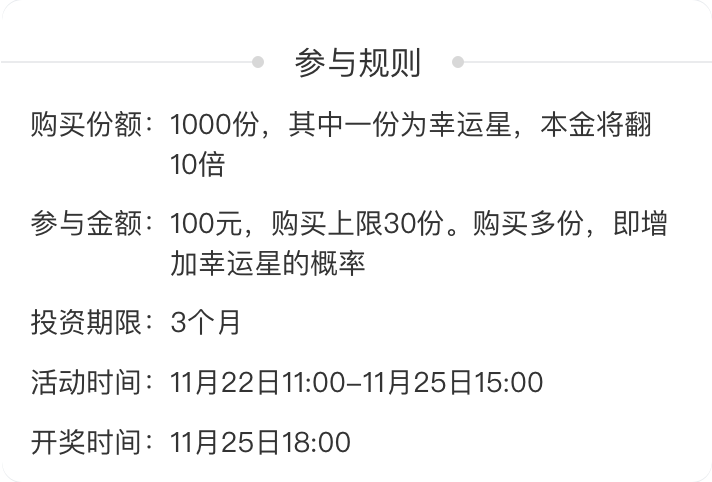 参与规则
购买份额：1000份，其中一份为幸运星，本金将翻
10倍
参与金额：100元，购买上限30份。购买多份，即增
加幸运星的概率
投资期限：3个月
活动时间：11月22日11:00–11月25日15:00
开奖时间：11月25日18:00